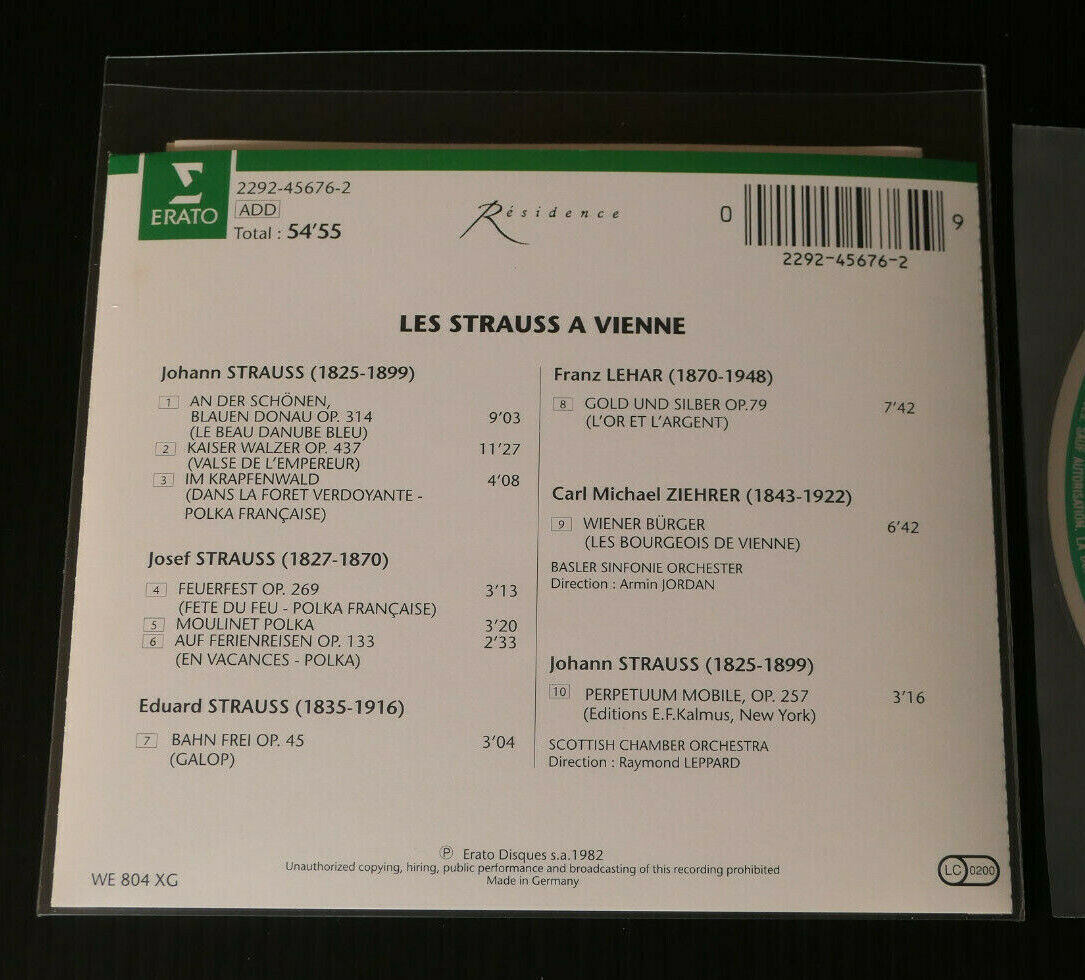 ERATO
2292-45676-2
ADD
Total : 54'55
Résidence
0
9
2292-45676-2
LES STRAUSS A VIENNE
Johann STRAUSS (1825-1899)
1 AN DER SCHÖNEN,
BLAUEN DONAU OP. 314 9'03
(LE BEAU DANUBE BLEU)
2 KAISER WALZER OP. 437 11'27
(VALSE DE L'EMPEREUR)
3 IM KRAPFENWALD 4'08
(DANS LA FORET VERDOYANTE -
POLKA FRANÇAISE)
Josef STRAUSS (1827-1870)
4 FEUERFEST OP. 269 3'13
(FETE DU FEU - POLKA FRANÇAISE)
5 MOULINET POLKA 3'20
6 AUF FERIENREISEN OP. 133 2'33
(EN VACANCES - POLKA)
Eduard STRAUSS (1835-1916)
7 BAHN FREI OP. 45 3'04
(GALOP)
Franz LEHAR (1870-1948)
8 GOLD UND SILBER OP.79 7'42
(L'OR ET L'ARGENT)
Carl Michael ZIEHRER (1843-1922)
9 WIENER BÜRGER 6'42
(LES BOURGEOIS DE VIENNE)
BASLER SINFONIE ORCHESTER
Direction : Armin JORDAN
Johann STRAUSS (1825-1899)
10 PERPETUUM MOBILE, OP. 257 3'16
(Editions E.F.Kalmus, New York)
SCOTTISH CHAMBER ORCHESTRA
Direction : Raymond LEPPARD
℗ Erato Disques s.a.1982
Unauthorized copying, hiring, public performance and broadcasting of this recording prohibited
Made in Germany
WE 804 XG
LC 0200
AUTORISATION.